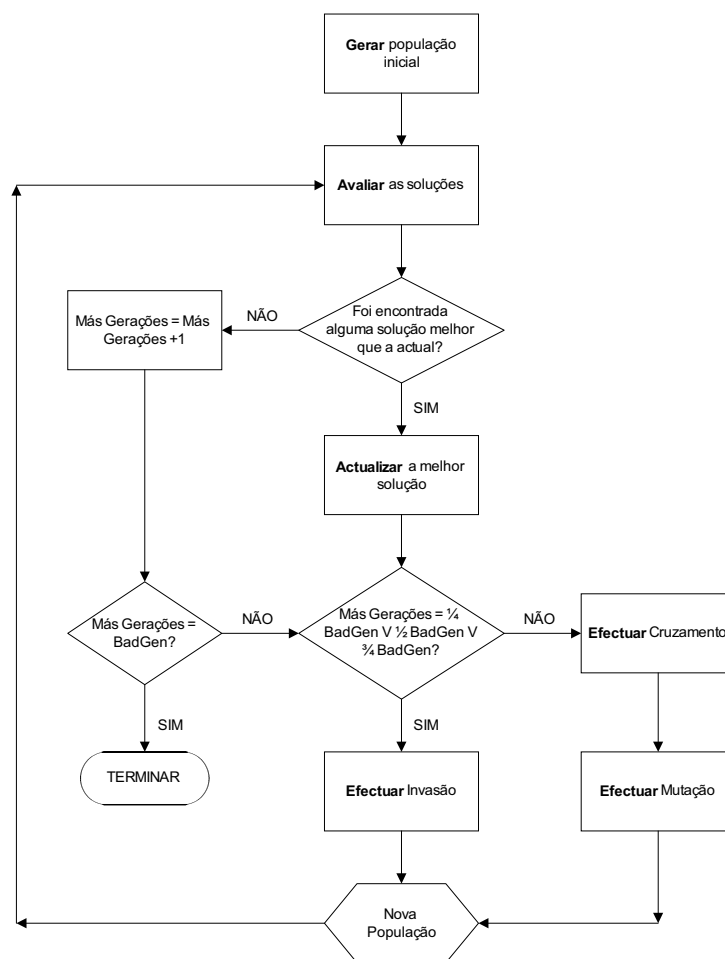 Gerar população
inicial
Avaliar as soluções
Foi encontrada
alguma solução melhor
que a actual?
NÃO
Más Gerações = Más
Gerações +1
SIM
Actualizar a melhor
solução
Más Gerações =
BadGen?
NÃO
Más Gerações = ¼
BadGen V ½ BadGen V
¾ BadGen?
NÃO
Efectuar Cruzamento
SIM
SIM
TERMINAR
Efectuar Invasão
Efectuar Mutação
Nova
População